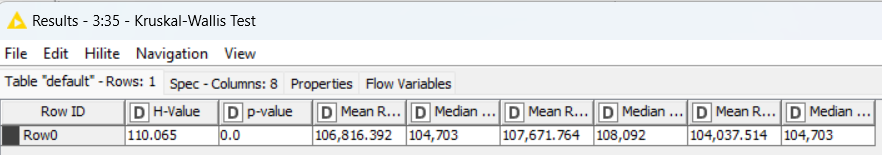 Results - 3:35 - Kruskal-Wallis Test
File Edit Hilite Navigation View
Table "default" - Rows: 1 Spec - Columns: 8 Properties Flow Variables
Row ID D H-Value D p-value D Mean R... D Median ... D Mean R... D Median ... D Mean R... D Median ...
Row0 110.065 0.0 106,816.392 104,703 107,671.764 108,092 104,037.514 104,703